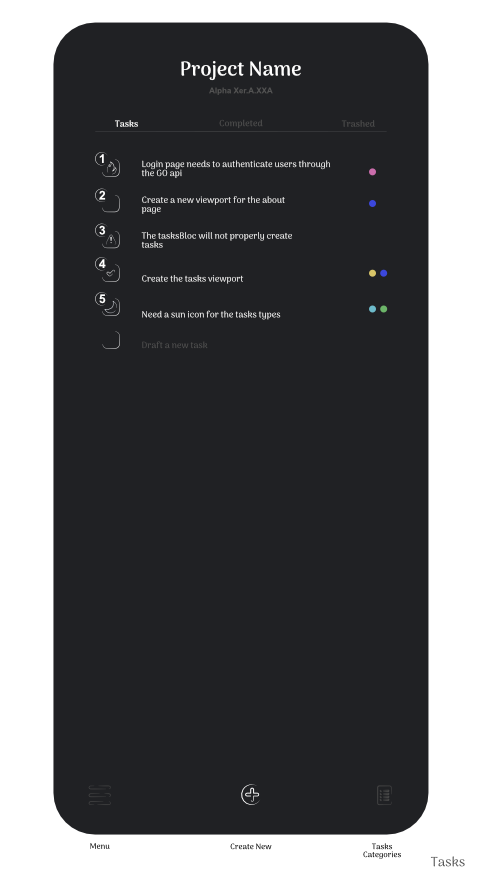 Project Name
Alpha Xer.A.XXA
Tasks Completed Trashed
1
Login page needs to authenticate users through
the GO api
2
Create a new viewport for the about
page
3
The tasksBloc will not properly create
tasks
4
Create the tasks viewport
5
Need a sun icon for the tasks types
Draft a new task
Menu
Create New
Tasks
Categories
Tasks